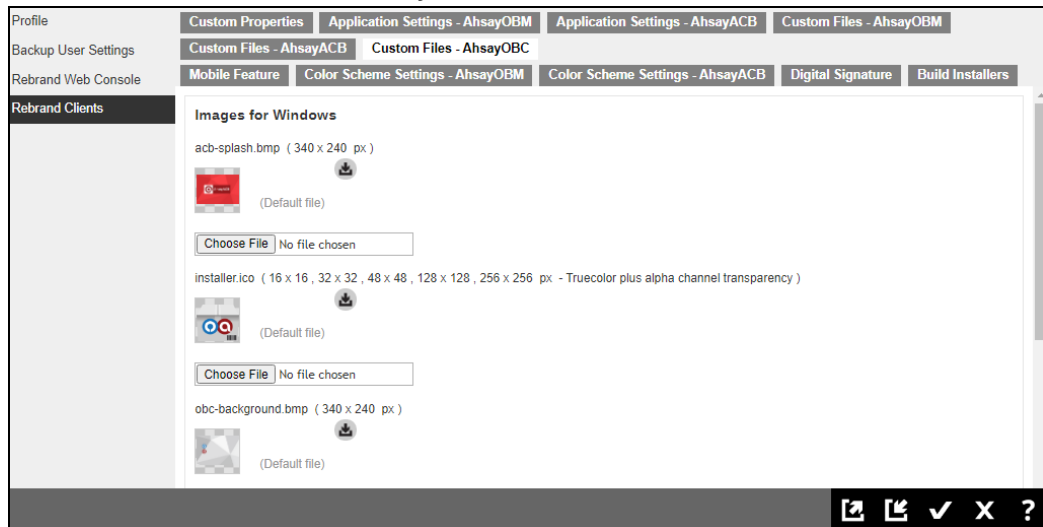 Profile
Backup User Settings
Rebrand Web Console
Rebrand Clients
Custom Properties Application Settings - AhsayOBM Application Settings - AhsayACB Custom Files - AhsayOBM
Custom Files - AhsayACB Custom Files - AhsayOBC
Mobile Feature Color Scheme Settings - AhsayOBM Color Scheme Settings - AhsayACB Digital Signature Build Installers
Images for Windows
acb-splash.bmp ( 340 x 240 px )
(Default file)
Choose File No file chosen
installer.ico ( 16 x 16 , 32 x 32 , 48 x 48 , 128 x 128 , 256 x 256 px - Truecolor plus alpha channel transparency )
(Default file)
Choose File No file chosen
obc-background.bmp ( 340 x 240 px )
(Default file)
X ?